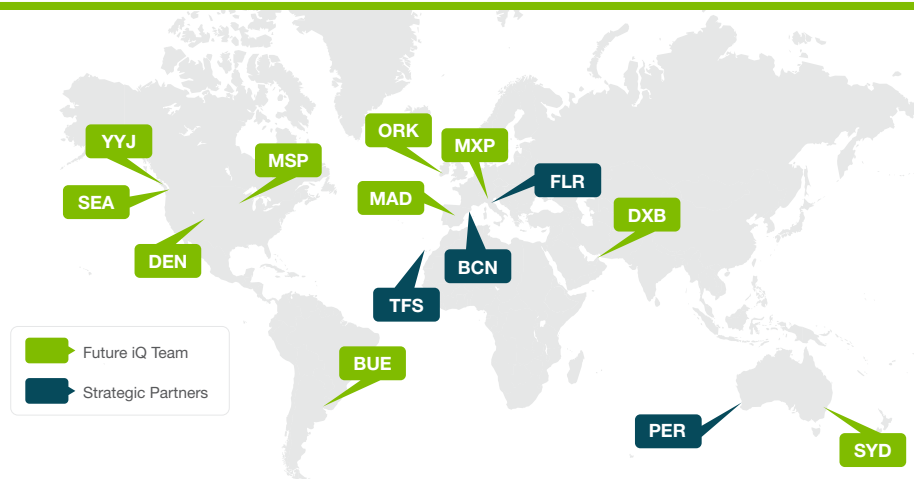 ORK
YYJ
MXP
MSP
FLR
MAD
SEA
DXB
DEN
BCN
TFS
Future iQ Team
BUE
Strategic Partners
PER
SYD